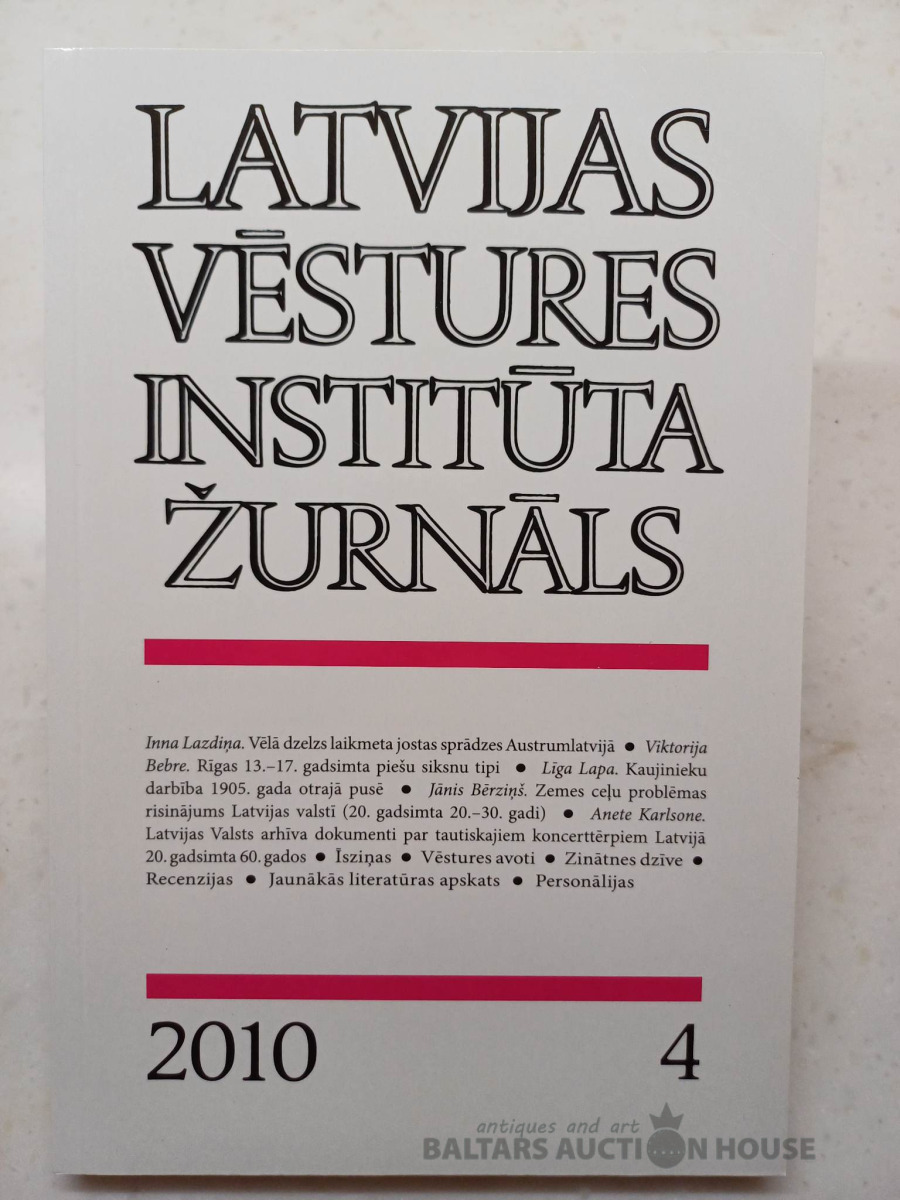 LATVIJAS
VĒSTURES
INSTITŪTA
ŽURNĀLS
Inna Lazdiņa. Vēlā dzelzs laikmeta jostas sprādzes Austrumlatvijā ● Viktorija
Bebre. Rīgas 13.–17. gadsimta piešu siksnu tipi ● Līga Lapa. Kaujinieku
darbība 1905. gada otrajā pusē ● Jānis Bērziņš. Zemes ceļu problēmas
risinājums Latvijas valstī (20. gadsimta 20.–30. gadi) ● Anete Karlsone.
Latvijas Valsts arhīva dokumenti par tautiskajiem koncerttērpiem Latvijā
20. gadsimta 60. gados ● Īsziņas ● Vēstures avoti ● Zinātnes dzīve ●
Recenzijas ● Jaunākās literatūras apskats ● Personālijas
2010 4
antiques and art
BALTARS AUCTION HOUSE